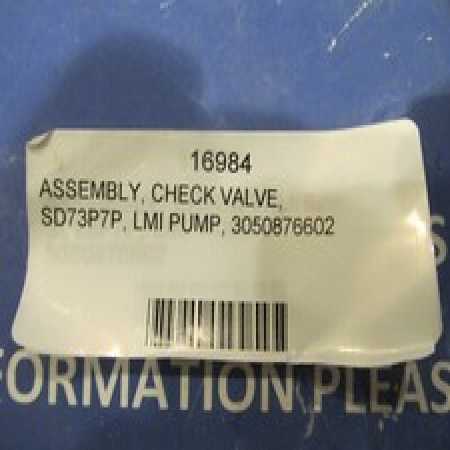 16984
ASSEMBLY, CHECK VALVE,
SD73P7P, LMI PUMP, 3050876602
FORMATION PLEAS